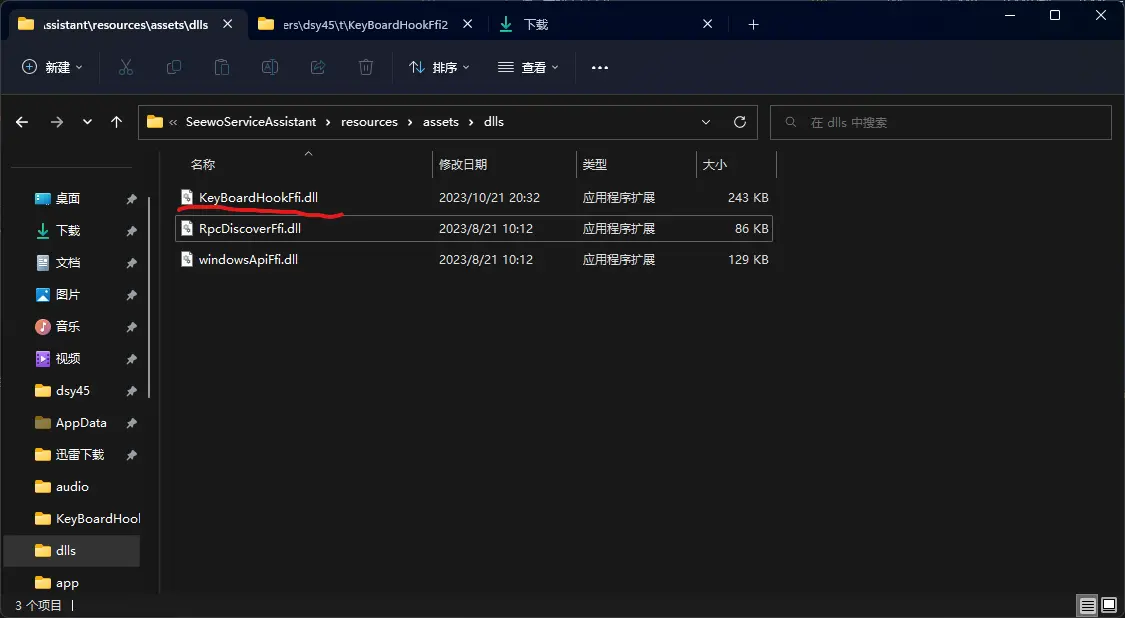 .ssistant\resources\assets\dlls
ers\dsy45\t\KeyBoardHookFfi2
下载
新建
排序
查看
« SeewoServiceAssistant › resources › assets › dlls
在 dlls 中搜索
名称 修改日期 类型 大小
KeyBoardHookFfi.dll 2023/10/21 20:32 应用程序扩展 243 KB
RpcDiscoverFfi.dll 2023/8/21 10:12 应用程序扩展 86 KB
windowsApiFfi.dll 2023/8/21 10:12 应用程序扩展 129 KB
桌面
下载
文档
图片
音乐
视频
dsy45
AppData
迅雷下载
audio
KeyBoardHool
dlls
app
3 个项目